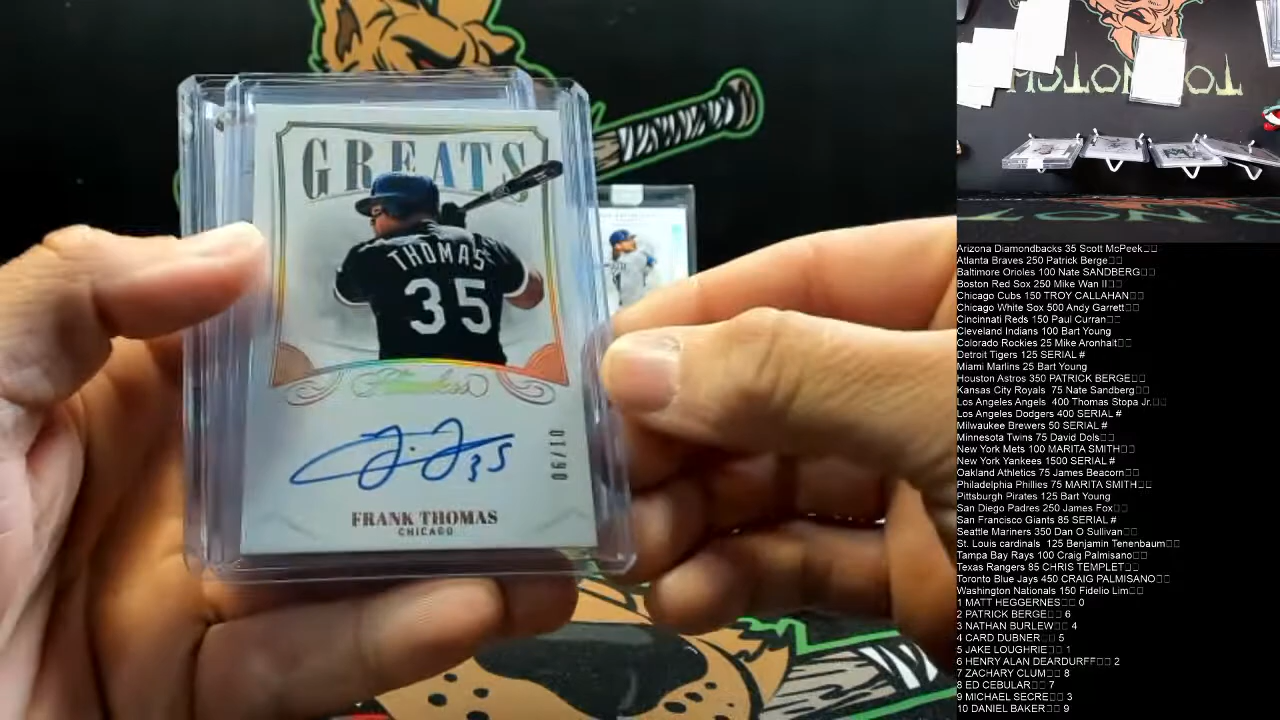 GREATS
THOMAS
35
Flawless
35
06/10
FRANK THOMAS
CHICAGO
Arizona Diamondbacks 35 Scott McPeek
Atlanta Braves 250 Patrick Berge
Baltimore Orioles 100 Nate SANDBERG
Boston Red Sox 250 Mike Wan II
Chicago Cubs 150 TROY CALLAHAN
Chicago White Sox 500 Andy Garrett
Cincinnati Reds 150 Paul Curran
Cleveland Indians 100 Bart Young
Colorado Rockies 25 Mike Aronhalt
Detroit Tigers 125 SERIAL #
Miami Marlins 25 Bart Young
Houston Astros 350 PATRICK BERGE
Kansas City Royals 75 Nate Sandberg
Los Angeles Angels 400 Thomas Stopa Jr.
Los Angeles Dodgers 400 SERIAL #
Milwaukee Brewers 50 SERIAL #
Minnesota Twins 75 David Dols
New York Mets 100 MARITA SMITH
New York Yankees 1500 SERIAL #
Oakland Athletics 75 James Beacorn
Philadelphia Phillies 75 MARITA SMITH
Pittsburgh Pirates 125 Bart Young
San Diego Padres 250 James Fox
San Francisco Giants 85 SERIAL #
Seattle Mariners 350 Dan O Sullivan
St. Louis cardinals 125 Benjamin Tenenbaum
Tampa Bay Rays 100 Craig Palmisano
Texas Rangers 85 CHRIS TEMPLET
Toronto Blue Jays 450 CRAIG PALMISANO
Washington Nationals 150 Fidelio Lim
1 MATT HEGGERNES 0
2 PATRICK BERGE 6
3 NATHAN BURLEW 4
4 CARD DUBNER 5
5 JAKE LOUGHRIE 1
6 HENRY ALAN DEARDURFF 2
7 ZACHARY CLUM 8
8 ED CEBULAR 7
9 MICHAEL SECRE 3
10 DANIEL BAKER 9